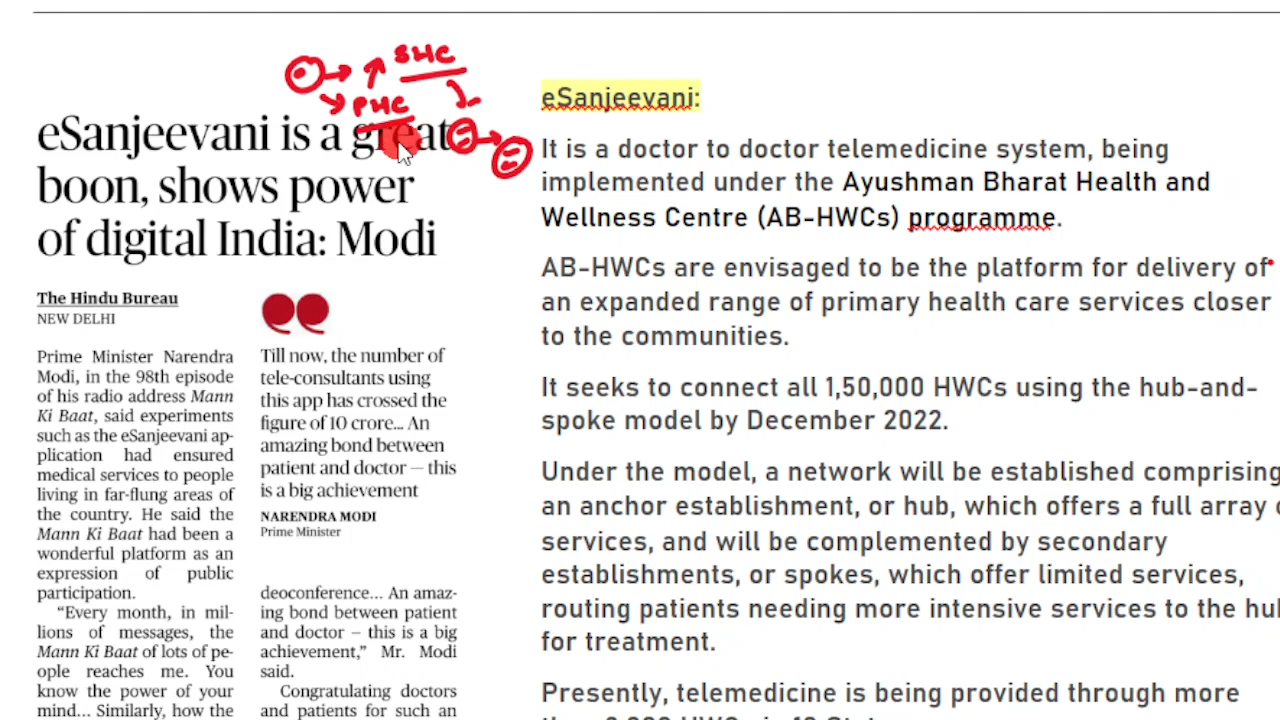 SHC
PHC
eSanjeevani is a great
boon, shows power
of digital India: Modi
The Hindu Bureau
NEW DELHI
Prime Minister Narendra
Modi, in the 98th episode
of his radio address Mann
Ki Baat, said experiments
such as the eSanjeevani ap-
plication had ensured
medical services to people
living in far-flung areas of
the country. He said the
Mann Ki Baat had been a
wonderful platform as an
expression of public
participation.
“Every month, in mil-
lions of messages, the
Mann Ki Baat of lots of pe-
ople reaches me. You
know the power of your
mind... Similarly, how the
Till now, the number of
tele-consultants using
this app has crossed the
figure of 10 crore... An
amazing bond between
patient and doctor — this
is a big achievement
NARENDRA MODI
Prime Minister
deoconference... An amaz-
ing bond between patient
and doctor — this is a big
achievement,” Mr. Modi
said.
Congratulating doctors
and patients for such an
eSanjeevani:
It is a doctor to doctor telemedicine system, being
implemented under the Ayushman Bharat Health and
Wellness Centre (AB-HWCs) programme.
AB-HWCs are envisaged to be the platform for delivery of
an expanded range of primary health care services closer
to the communities.
It seeks to connect all 1,50,000 HWCs using the hub-and-
spoke model by December 2022.
Under the model, a network will be established comprising
an anchor establishment, or hub, which offers a full array
services, and will be complemented by secondary
establishments, or spokes, which offer limited services,
routing patients needing more intensive services to the hub
for treatment.
Presently, telemedicine is being provided through more